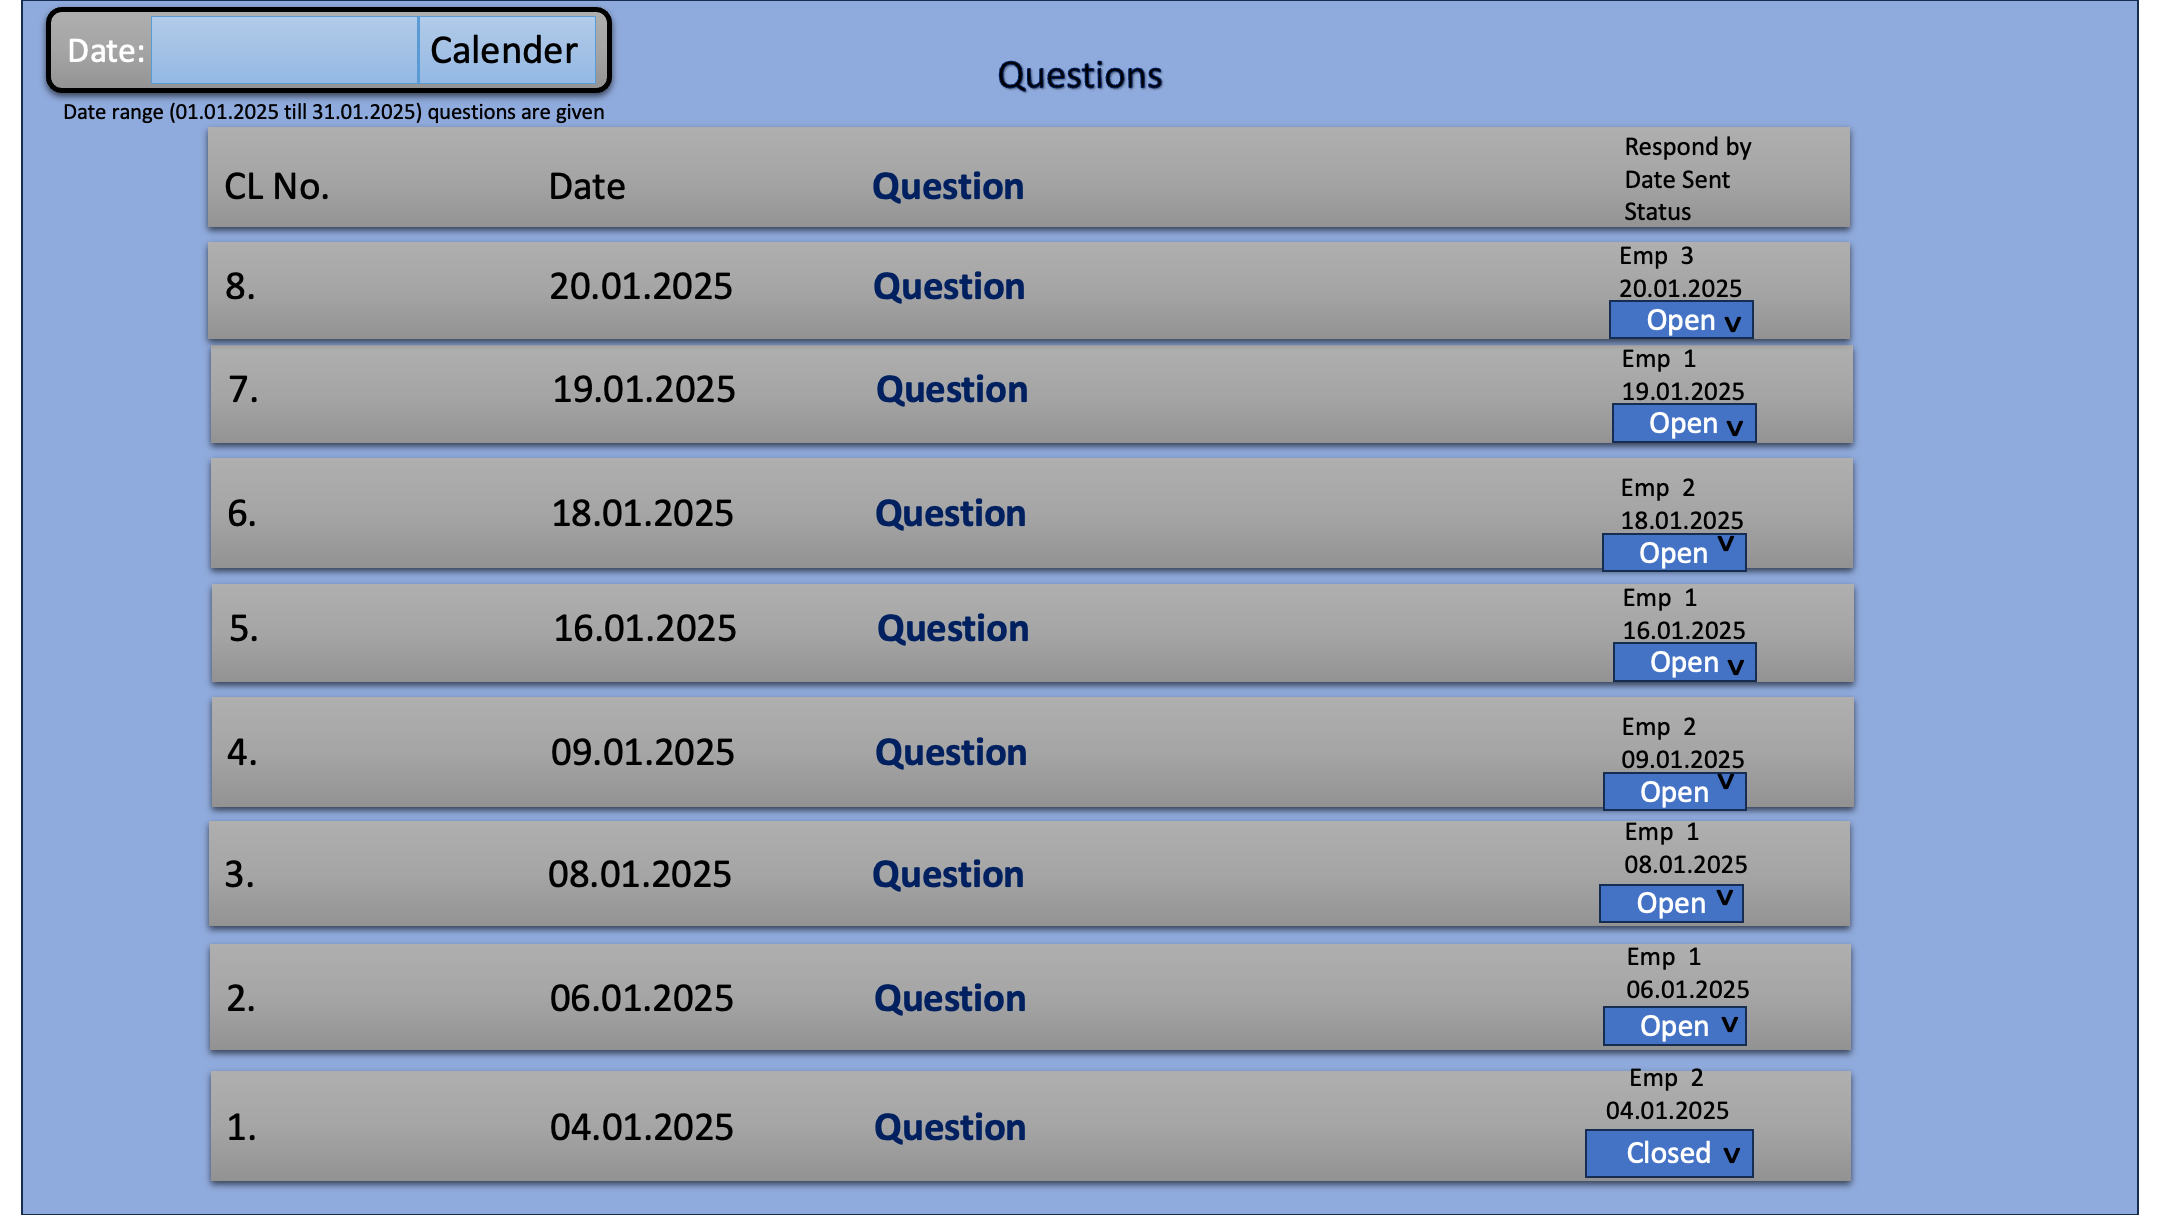 Date: Calender
Questions
Date range (01.01.2025 till 31.01.2025) questions are given
CL No. Date Question
Respond by
Date Sent
Status
8. 20.01.2025 Question
Emp 3
20.01.2025
Open v
7. 19.01.2025 Question
Emp 1
19.01.2025
Open v
6. 18.01.2025 Question
Emp 2
18.01.2025
Open v
5. 16.01.2025 Question
Emp 1
16.01.2025
Open v
4. 09.01.2025 Question
Emp 2
09.01.2025
Open v
3. 08.01.2025 Question
Emp 1
08.01.2025
Open v
2. 06.01.2025 Question
Emp 1
06.01.2025
Open v
1. 04.01.2025 Question
Emp 2
04.01.2025
Closed v